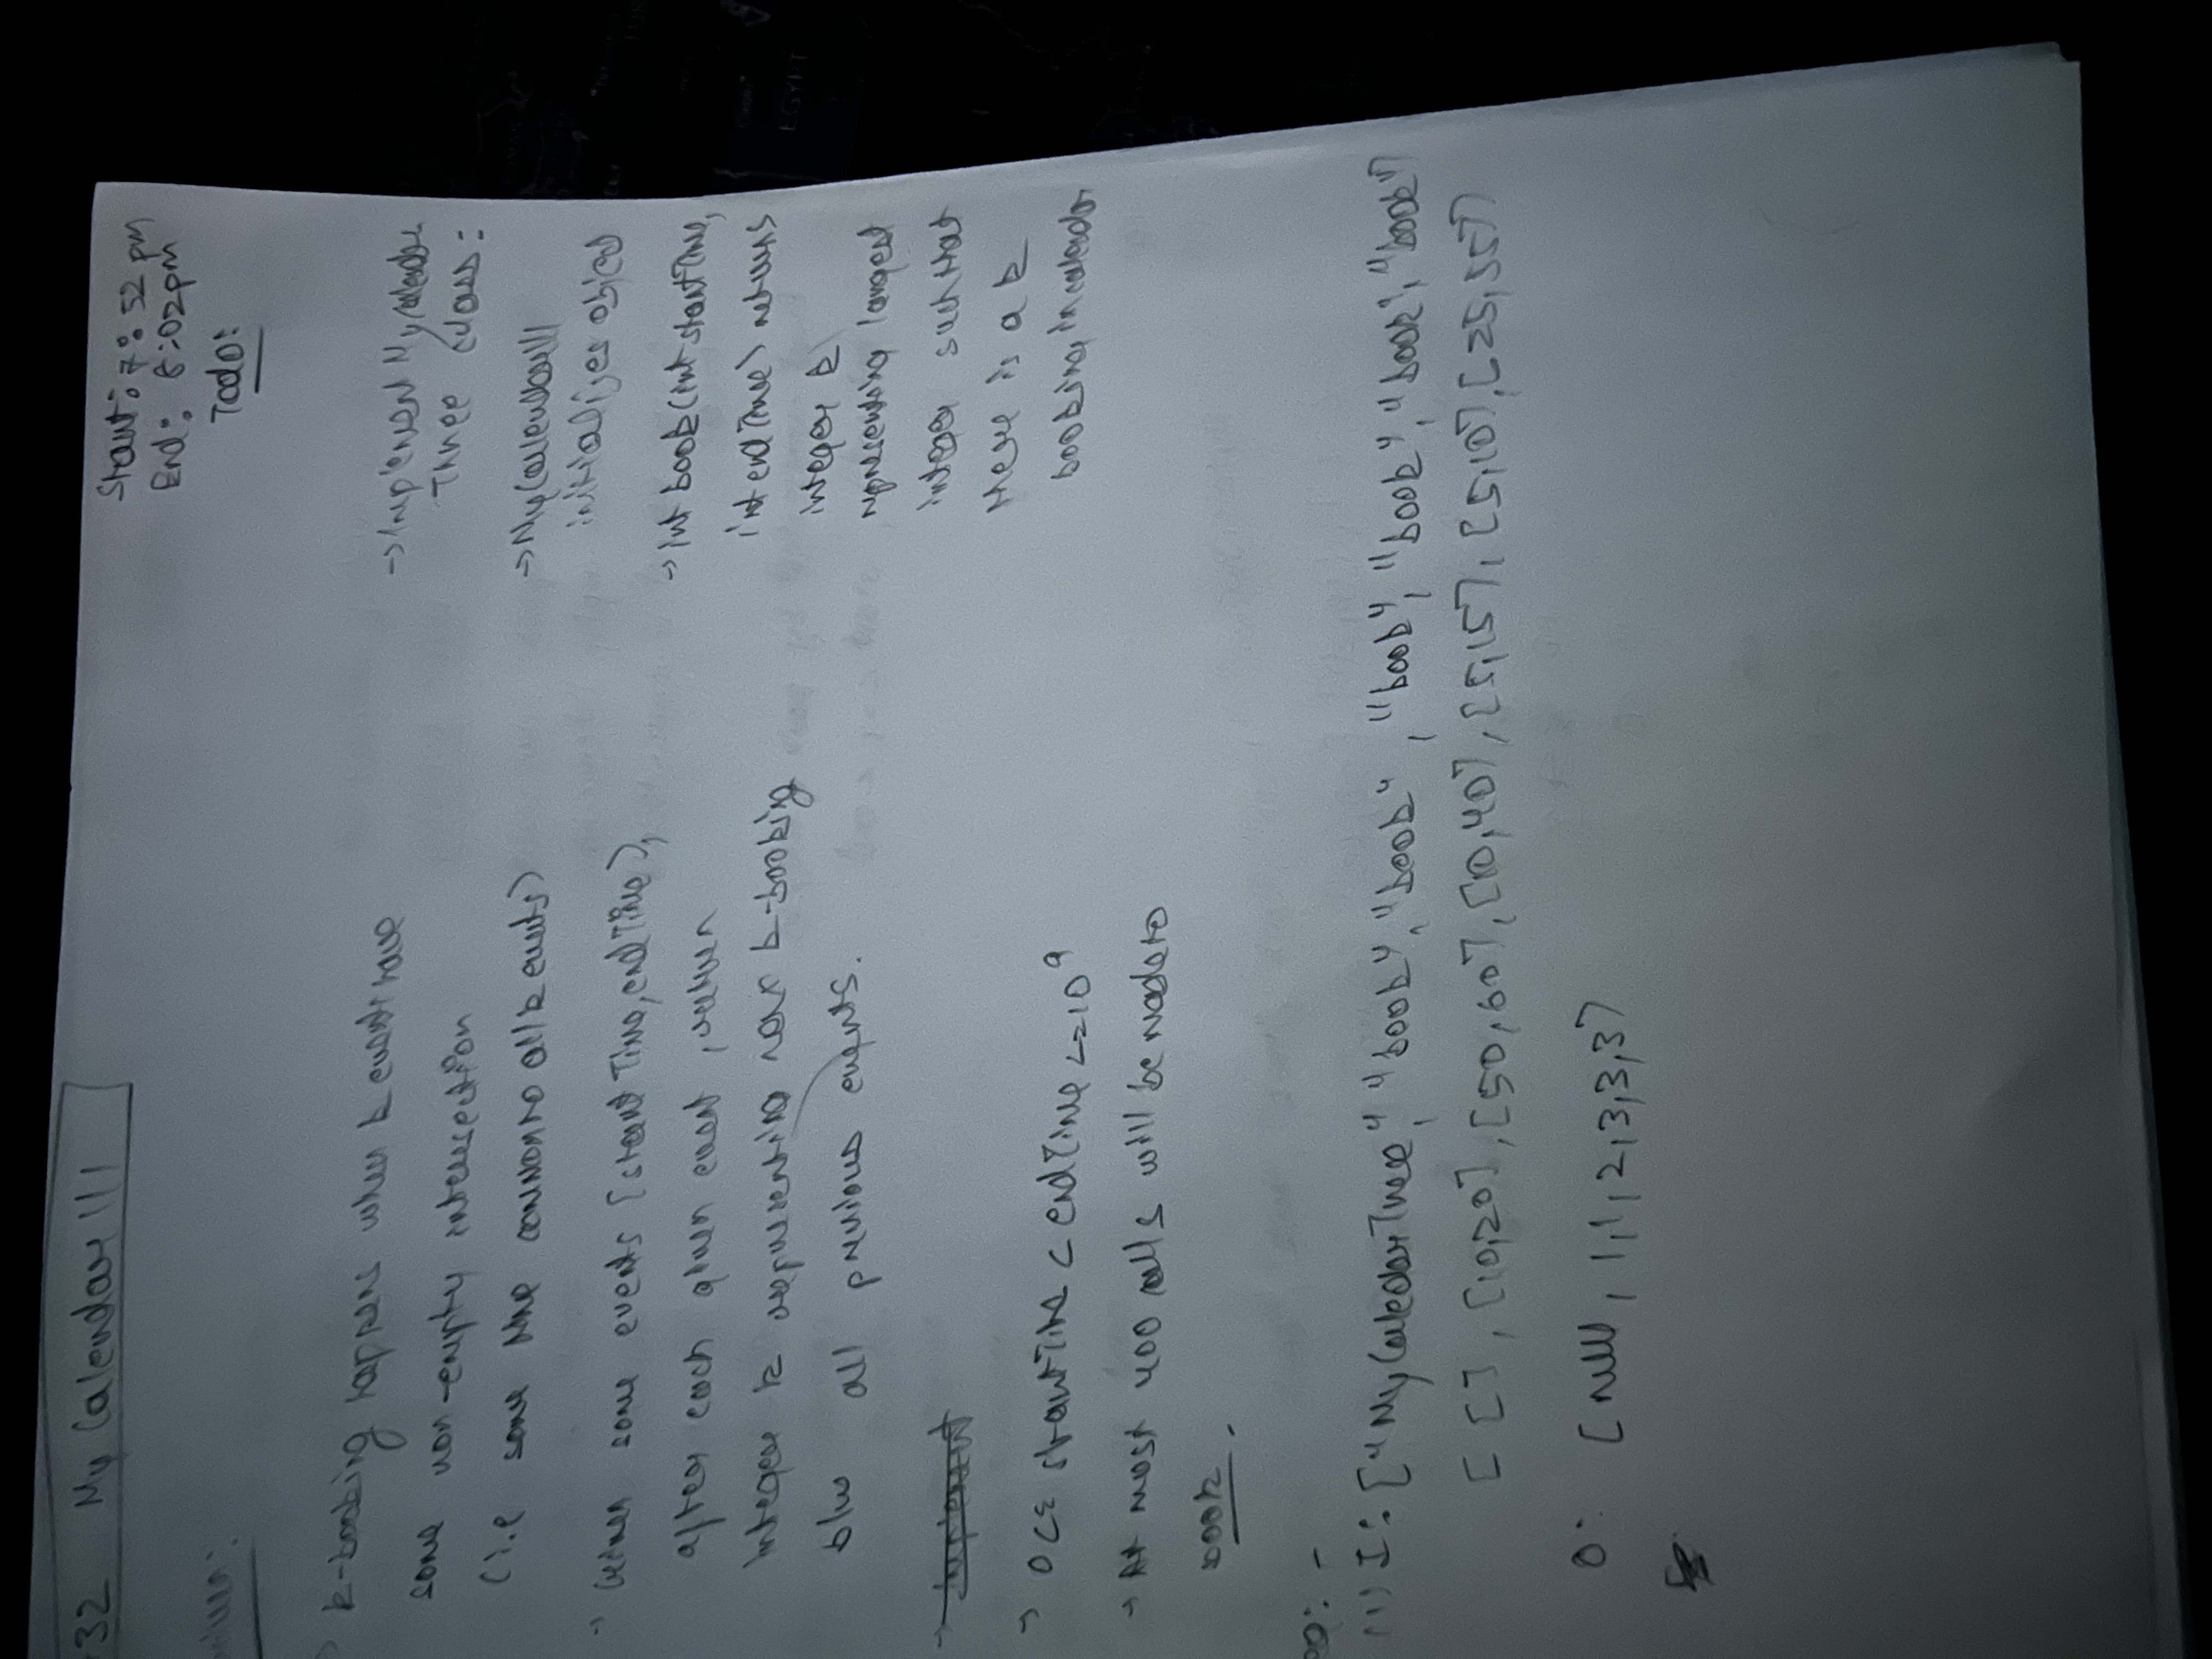 32 My Calendar III
Start: 7:52 pm
End: 8:02pm
Todo:
k-booking happens when k events have
some non-empty intersection
(i.e some time common to all k events)
→ Given some events [startTime, endTime),
after each given event, return
integer k representing max k-booking
b/w all previous events.
→ implement
→ 0 <= startTime < endTime <= 10^9
→ At most 400 calls will be made to
book.
→ Implement MyCalendar
Three class:
→ MyCalendarIII
initializes object
→ int book(int startTime,
int endTime) returns
integer k
representing largest
integer such that
there is a k
booking in calendar
(1) I: ["MyCalendarThree", "book", "book", "book", "book", "book", "book"]
[ [], [10,20], [50,60], [10,40], [5,15], [5,10], [25,55]]
O: [null, 1,1,2,3,3,3]
EGYPT